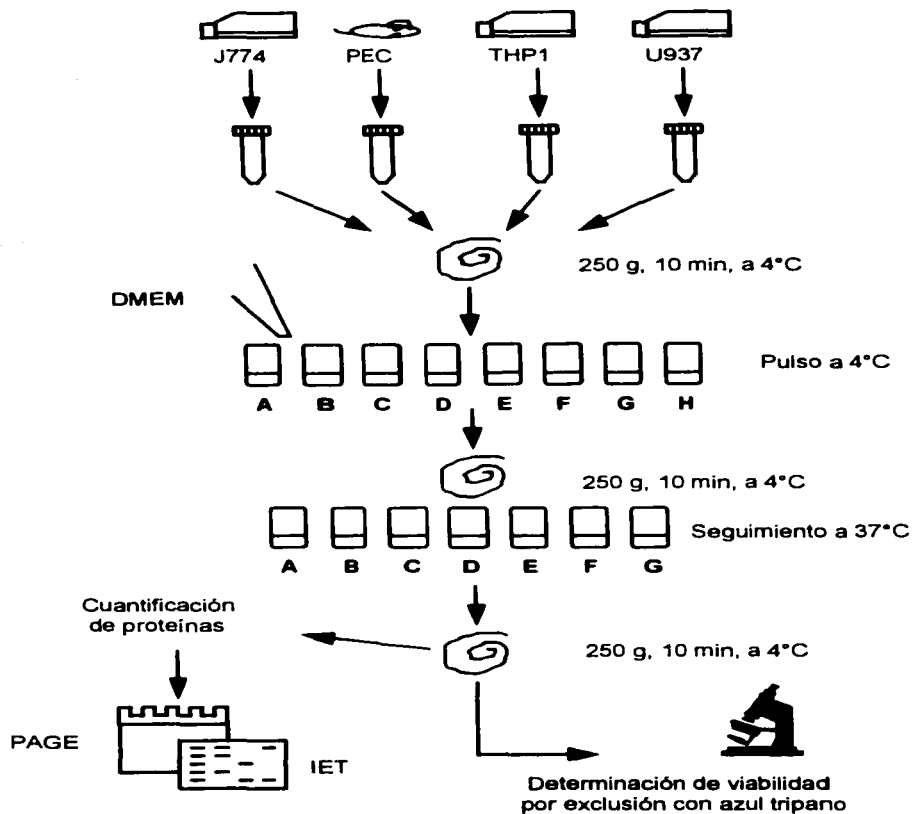 J774
PEC
THP1
U937
250 g, 10 min, a 4°C
DMEM
Pulso a 4°C
A B C D E F G H
250 g, 10 min, a 4°C
Seguimiento a 37°C
A B C D E F G
Cuantificación
de proteínas
250 g, 10 min, a 4°C
PAGE
IET
Determinación de viabilidad
por exclusión con azul tripano